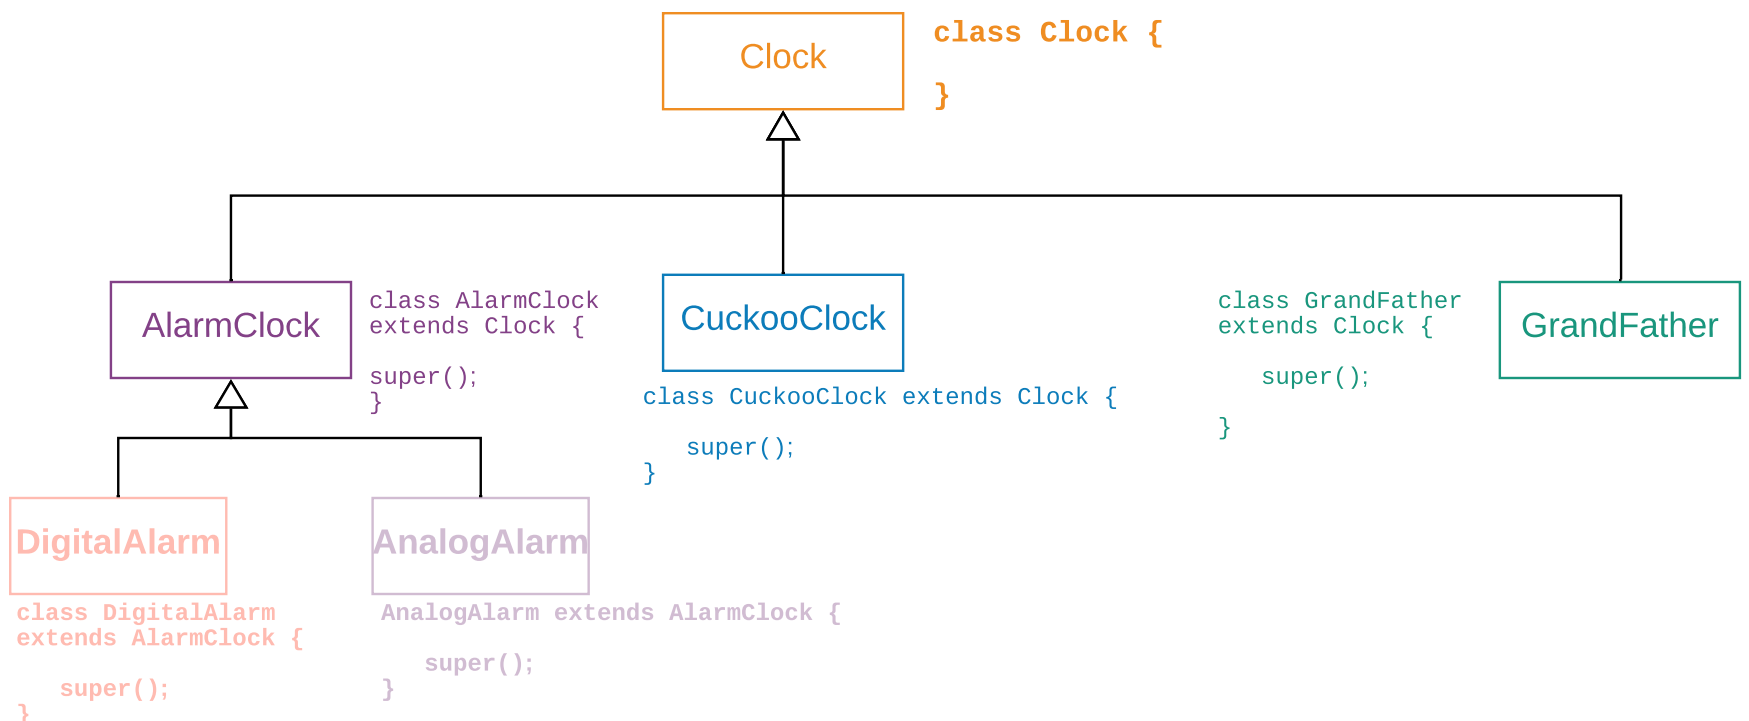 Clock
class Clock {
}
AlarmClock
class AlarmClock
extends Clock {
super();
}
CuckooClock
class CuckooClock extends Clock {
super();
}
class GrandFather
extends Clock {
super();
}
GrandFather
DigitalAlarm
class DigitalAlarm
extends AlarmClock {
super();
}
AnalogAlarm
AnalogAlarm extends AlarmClock {
super();
}